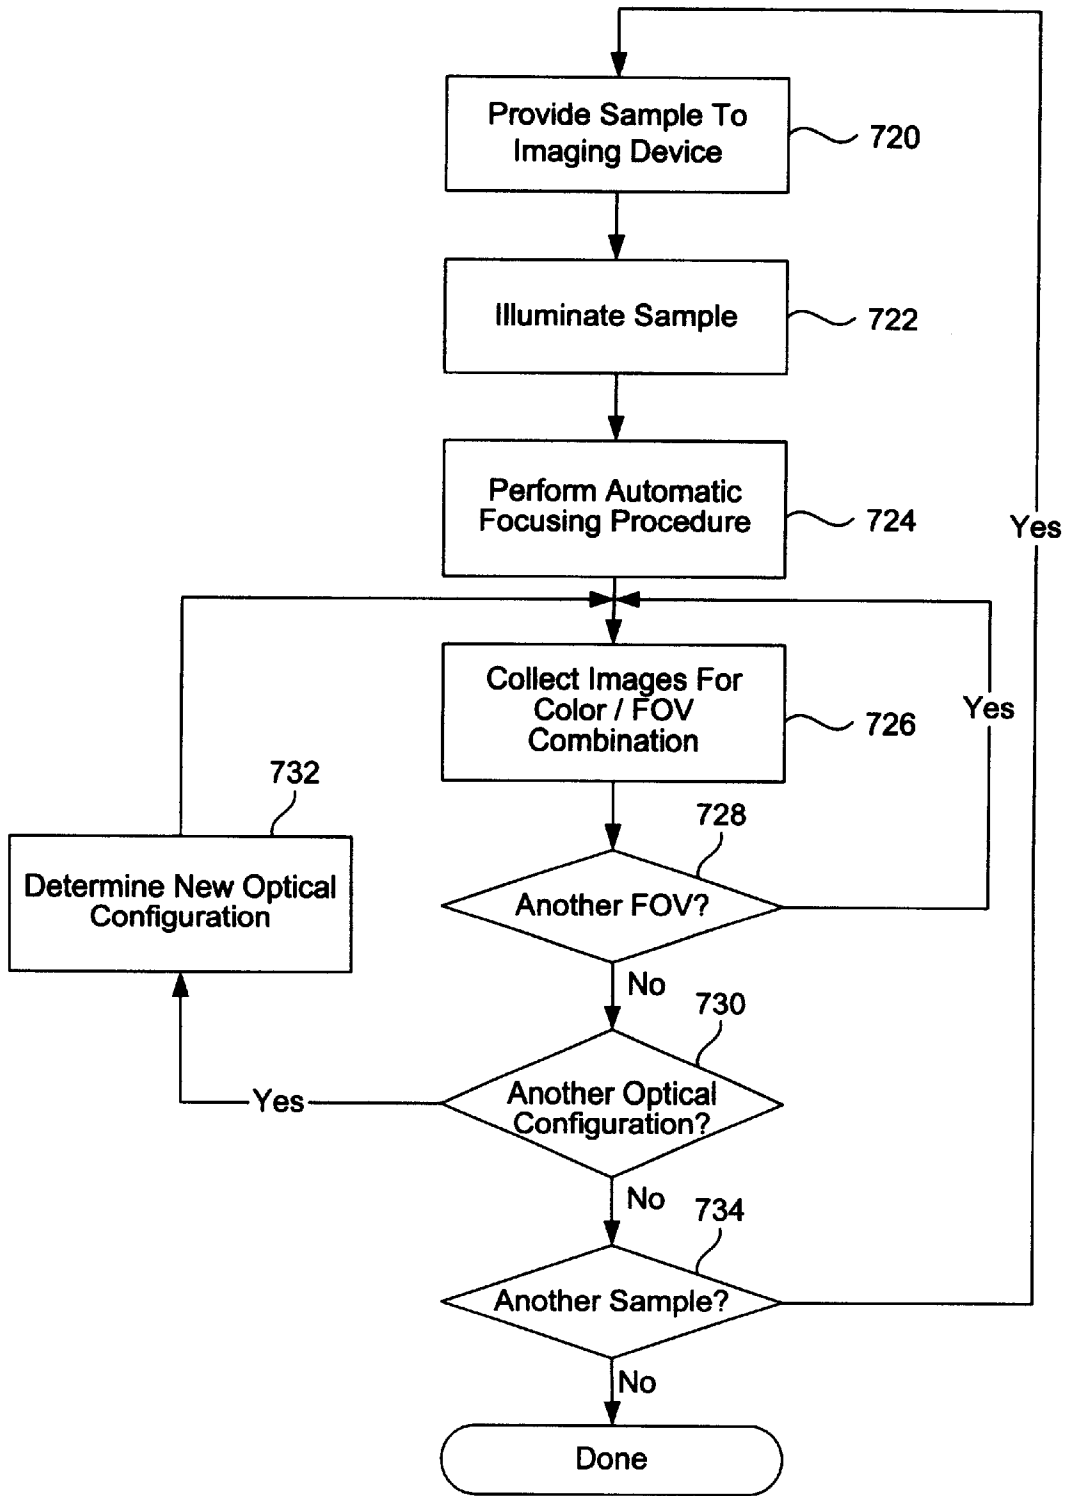 Provide Sample To
Imaging Device
720
Illuminate Sample
722
Perform Automatic
Focusing Procedure
724
Yes
Collect Images For
Color / FOV
Combination
726
Yes
732
Determine New Optical
Configuration
728
Another FOV?
No
730
Another Optical
Configuration?
Yes
No
734
Another Sample?
No
Done